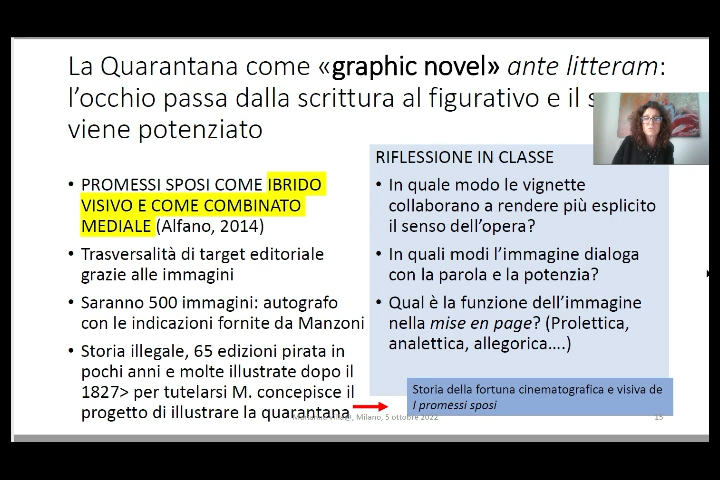 La Quarantana come «graphic novel» ante litteram:
l'occhio passa dalla scrittura al figurativo e il
viene potenziato
• PROMESSI SPOSI COME IBRIDO
VISIVO E COME COMBINATO
MEDIALE (Alfano, 2014)
• Trasversalità di target editoriale
grazie alle immagini
• Saranno 500 immagini: autografo
con le indicazioni fornite da Manzoni
• Storia illegale, 65 edizioni pirata in
pochi anni e molte illustrate dopo il
1827> per tutelarsi M. concepisce il
progetto di illustrare la quarantana
RIFLESSIONE IN CLASSE
• In quale modo le vignette
collaborano a rendere più esplicito
il senso dell'opera?
• In quali modi l'immagine dialoga
con la parola e la potenzia?
• Qual è la funzione dell'immagine
nella mise en page? (Prolettica,
analettica, allegorica....)
Storia della fortuna cinematografica e visiva de
I promessi sposi
Milano, 5 ottobre 2022
15